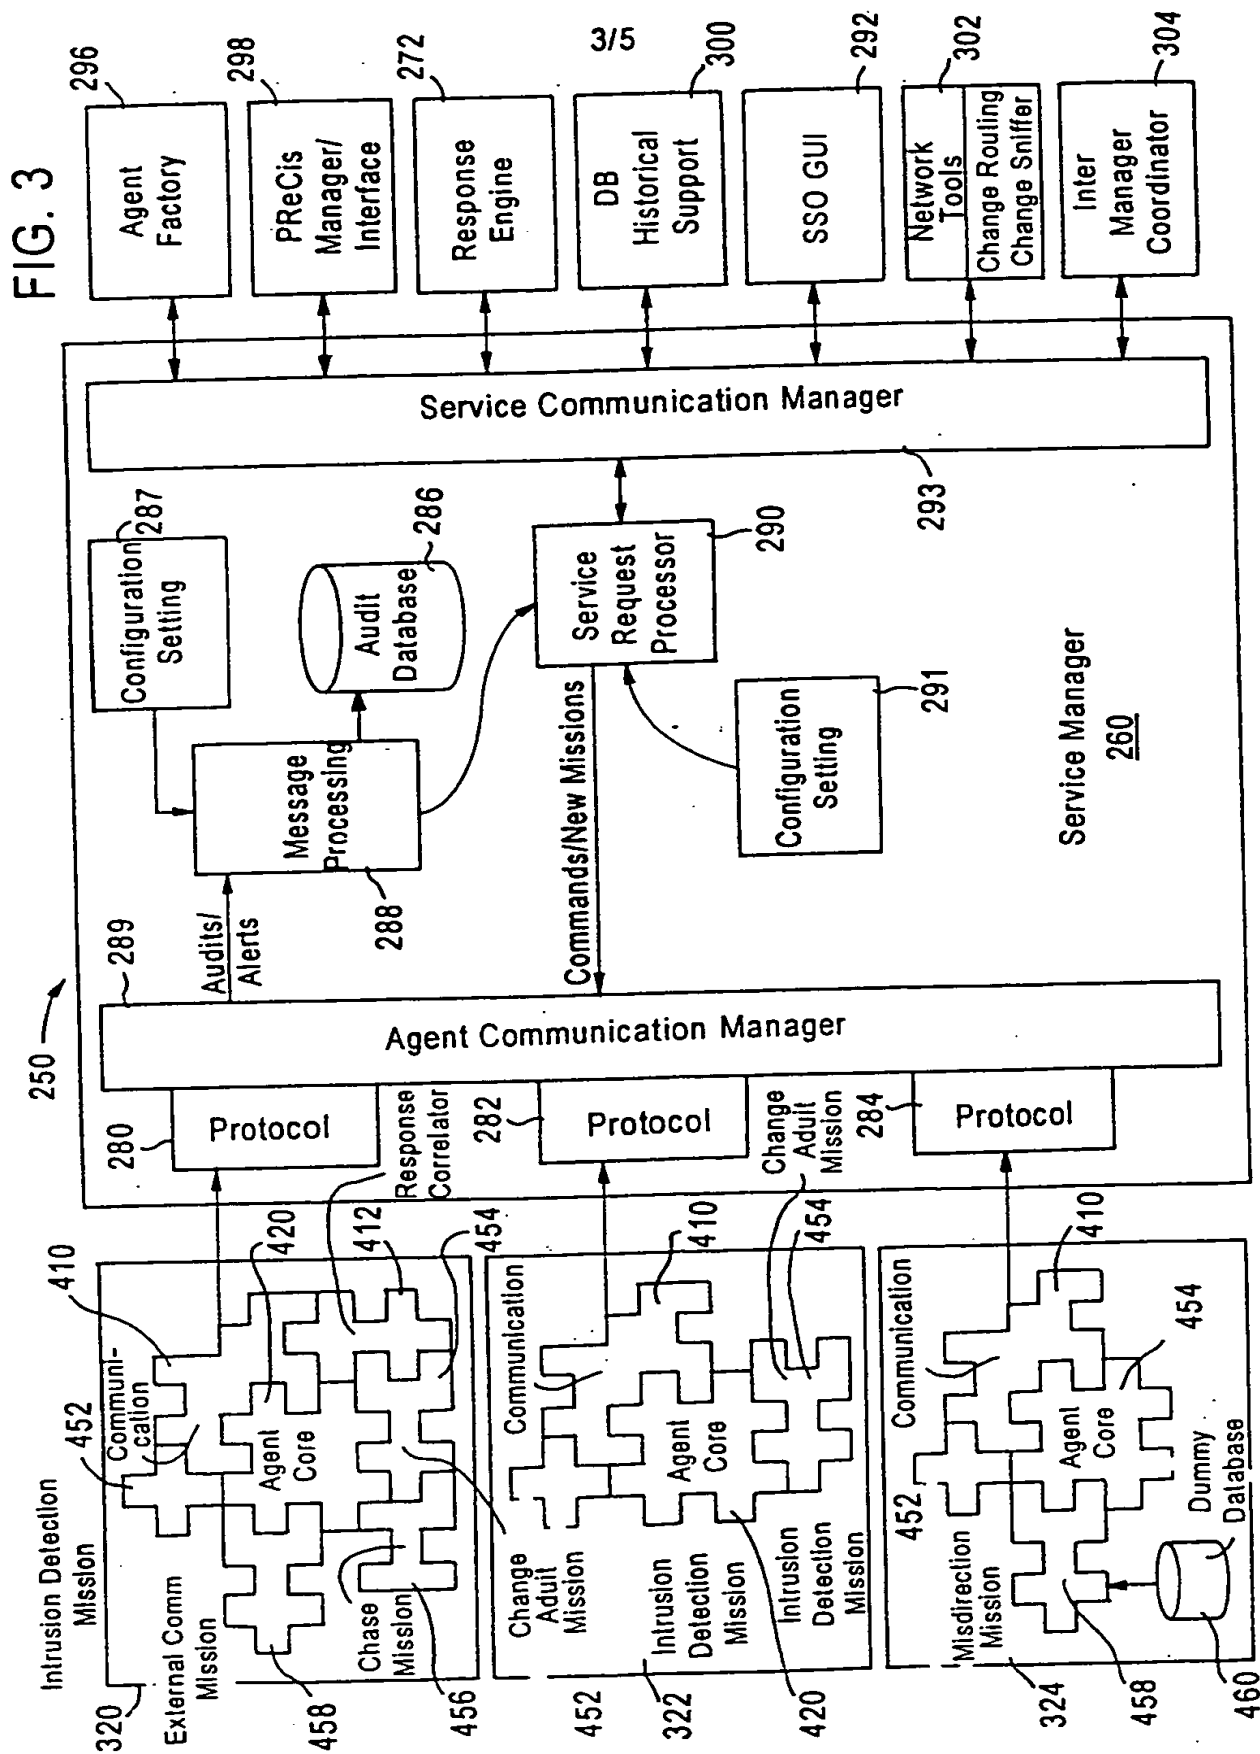 3/5
FIG. 3
296
298
272
300
292
302
304
Agent
Factory
PReCis
Manager/
Interface
Response
Engine
DB
Historical
Support
SSO GUI
Network
Tools
Change Routing
Change Sniffer
Inter
Manager
Coordinator
Service Communication Manager
293
Configuration
Setting
287
Audit
Database
286
Message
Processing
288
Service
Request
Processor
290
Configuration
Setting
291
Service Manager
260
Audits/
Alerts
Commands/New Missions
250
289
Agent Communication Manager
280
Protocol
282
Protocol
284
Protocol
Response
Correlator
Change
Adult
Mission
410
420
412
454
452
Communi-
cation
Agent
Core
Intrusion Detection
Mission
External Comm
Mission
320
458
Chase
Mission
456
410
454
Communication
Agent
Core
Change
Adult
Mission
452
Intrusion
Detection
Mission
322
Intrusion
Detection
Mission
420
410
454
Communication
Agent
Core
452
Misdirection
Mission
324
458
Dummy
Database
460